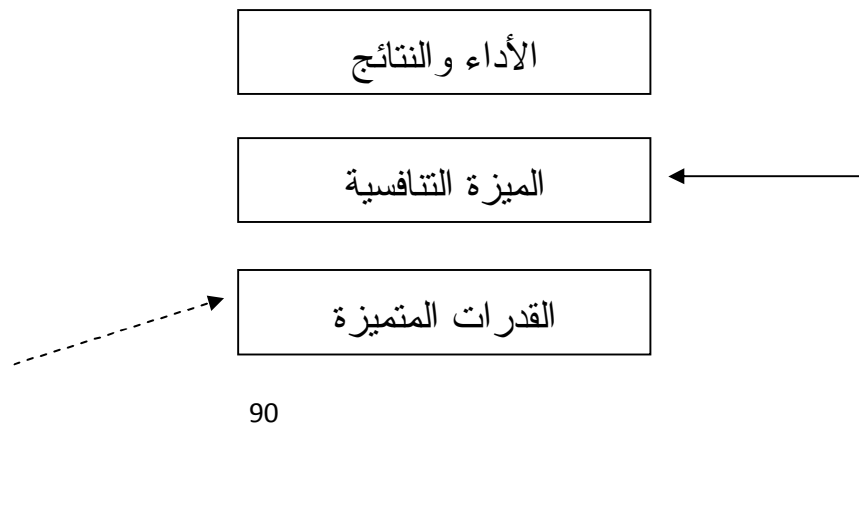 الأداء والنتائج
الميزة التنافسية
القدرات المتميزة
90